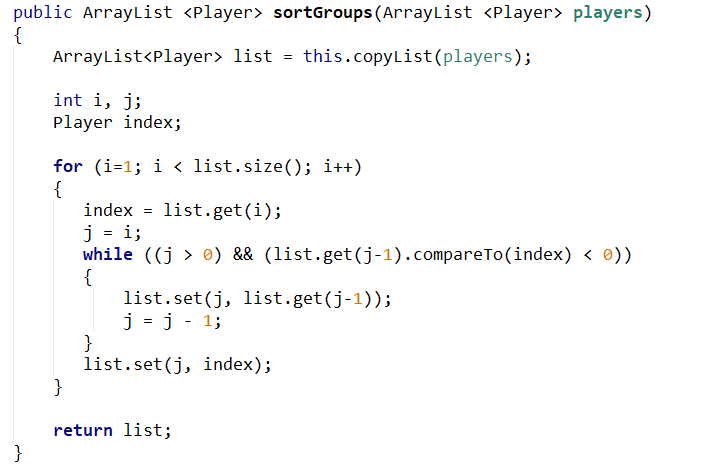 public ArrayList <Player> sortGroups(ArrayList <Player> players)
{
    ArrayList<Player> list = this.copyList(players);

    int i, j;
    Player index;

    for (i=1; i < list.size(); i++)
    {
       index = list.get(i);
       j = i;
       while ((j > 0) && (list.get(j-1).compareTo(index) < 0))
       {
           list.set(j, list.get(j-1));
           j = j - 1;
       }
       list.set(j, index);
    }

    return list;
}